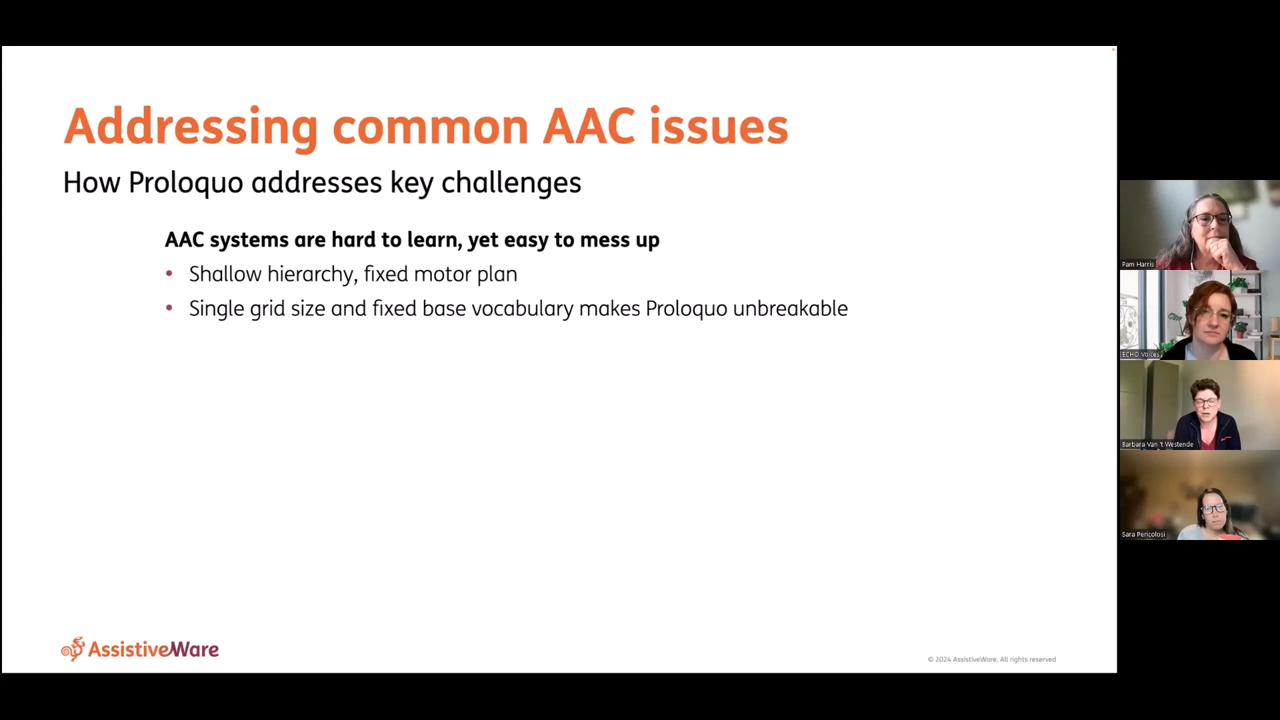 Addressing common AAC issues
How Proloquo addresses key challenges
AAC systems are hard to learn, yet easy to mess up
• Shallow hierarchy, fixed motor plan
• Single grid size and fixed base vocabulary makes Proloquo unbreakable
AssistiveWare
© 2024 AssistiveWare. All rights reserved
Pam Harris
ECHO Voices
Barbara Van 't Westende
Sara Pericolosi